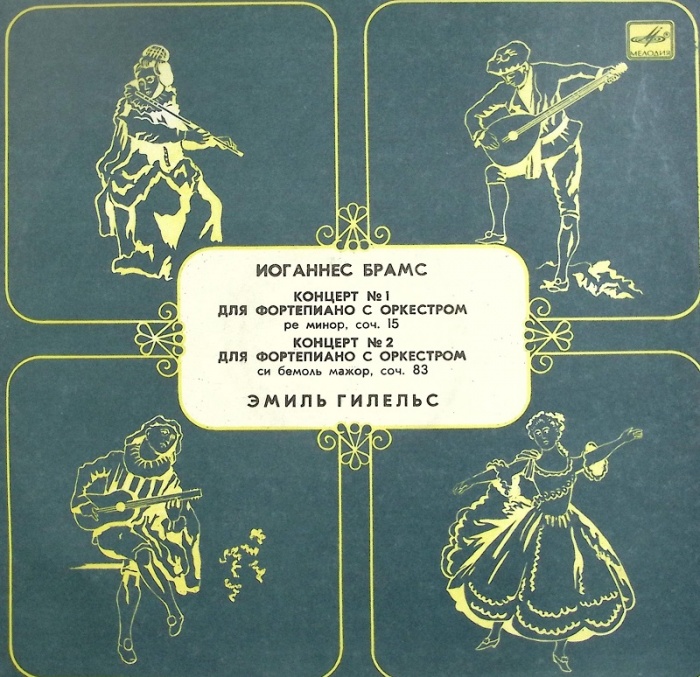 МЕЛОДИЯ
ИОГАННЕС БРАМС
КОНЦЕРТ №1
ДЛЯ ФОРТЕПИАНО С ОРКЕСТРОМ
ре минор, соч. 15
КОНЦЕРТ №2
ДЛЯ ФОРТЕПИАНО С ОРКЕСТРОМ
си бемоль мажор, соч. 83
ЭМИЛЬ ГИЛЕЛЬС